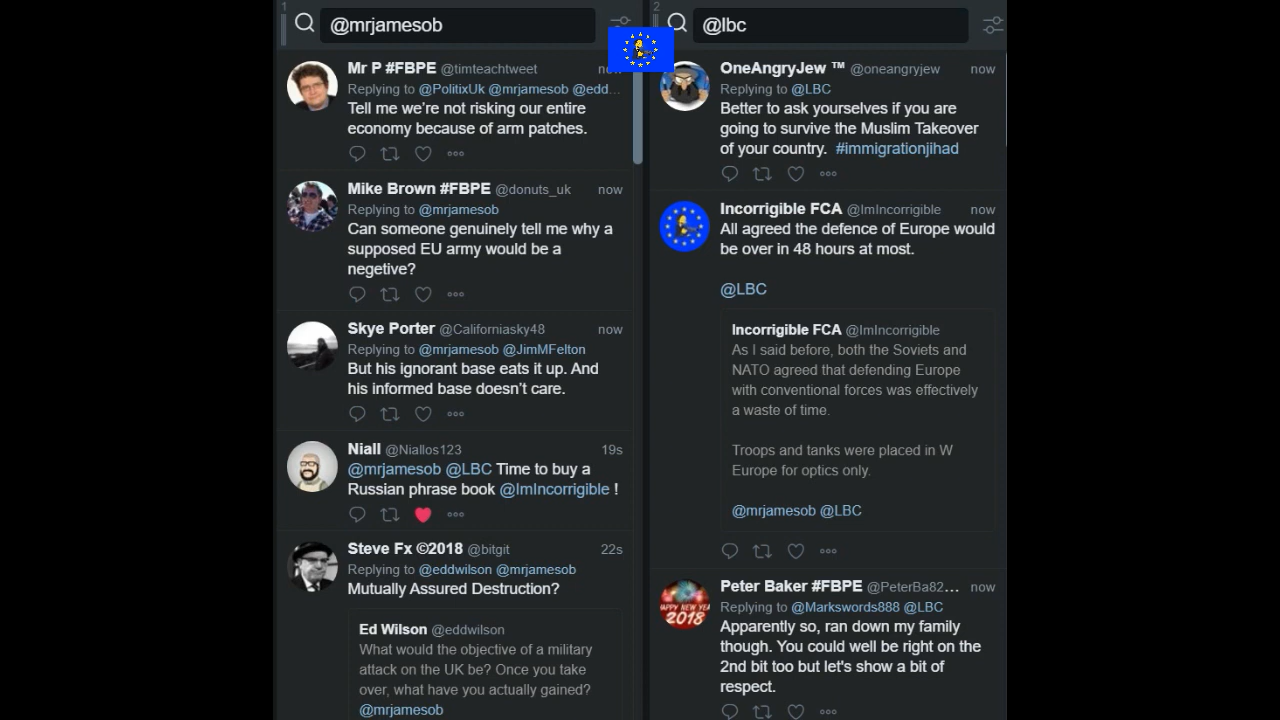 1
@mrjamesob
Mr P #FBPE @timteachtweet now
Replying to @PolitixUk @mrjamesob @edd...
Tell me we're not risking our entire
economy because of arm patches.
Mike Brown #FBPE @donuts_uk now
Replying to @mrjamesob
Can someone genuinely tell me why a
supposed EU army would be a
negetive?
Skye Porter @Californiasky48 now
Replying to @mrjamesob @JimMFelton
But his ignorant base eats it up. And
his informed base doesn't care.
Niall @Niallos123 19s
@mrjamesob @LBC Time to buy a
Russian phrase book @ImIncorrigible !
Steve Fx ©2018 @bitgit 22s
Replying to @eddwilson @mrjamesob
Mutually Assured Destruction?
Ed Wilson @eddwilson
What would the objective of a military
attack on the UK be? Once you take
over, what have you actually gained?
@mrjamesob
2
@lbc
OneAngryJew ™ @oneangryjew now
Replying to @LBC
Better to ask yourselves if you are
going to survive the Muslim Takeover
of your country. #immigrationjihad
Incorrigible FCA @ImIncorrigible now
All agreed the defence of Europe would
be over in 48 hours at most.
@LBC
Incorrigible FCA @ImIncorrigible
As I said before, both the Soviets and
NATO agreed that defending Europe
with conventional forces was effectively
a waste of time.
Troops and tanks were placed in W
Europe for optics only.
@mrjamesob @LBC
Peter Baker #FBPE @PeterBa82... now
Replying to @Markswords888 @LBC
Apparently so, ran down my family
though. You could well be right on the
2nd bit too but let's show a bit of
respect.
HAPPY NEW YEAR
2018